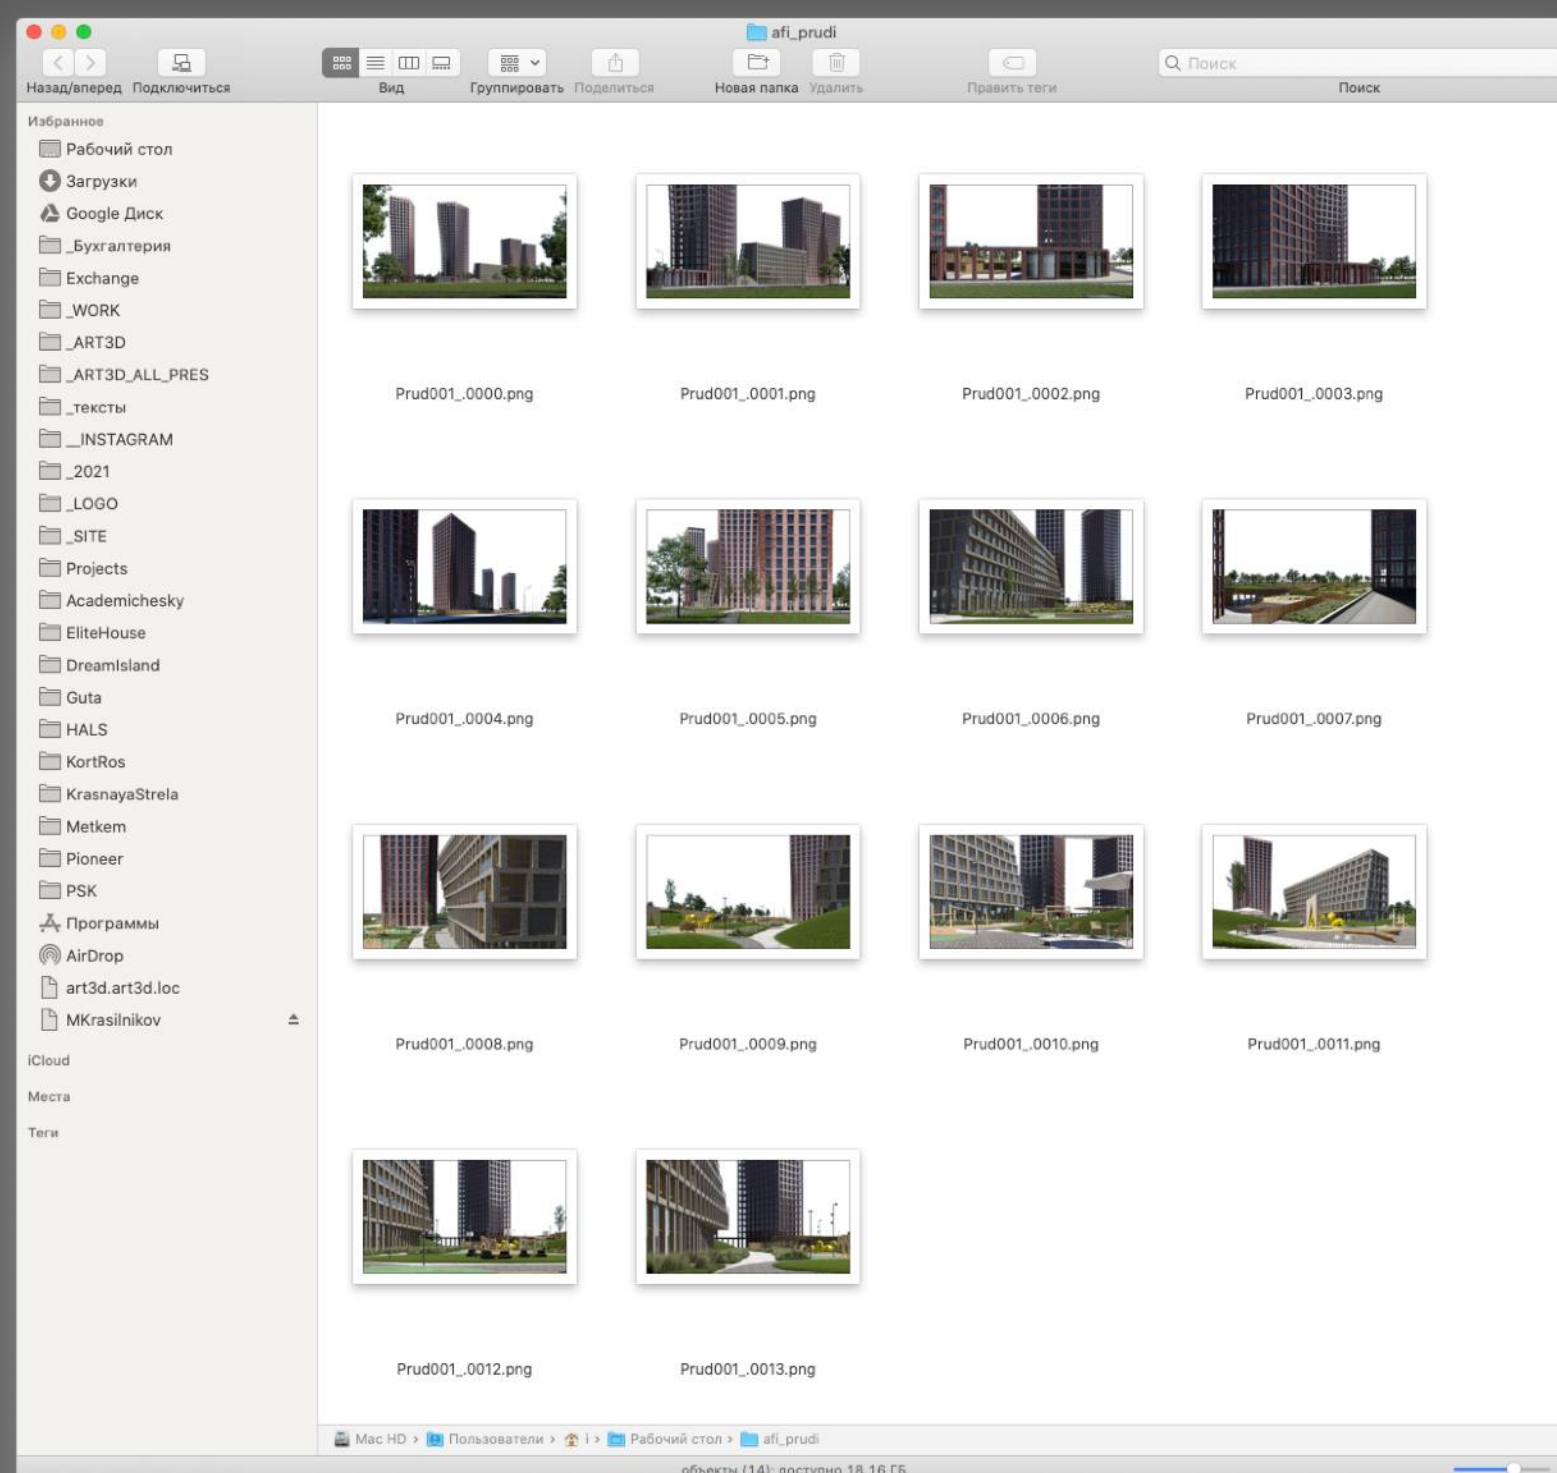 afi_prudi
Поиск
Назад/вперед Подключиться Вид Группировать Поделиться Новая папка Удалить Править теги Поиск
Избранное
Рабочий стол
Загрузки
Google Диск
_Бухгалтерия
Exchange
_WORK
_ART3D
_ART3D_ALL_PRES
_тексты
__INSTAGRAM
_2021
_LOGO
_SITE
Projects
Academichesky
EliteHouse
DreamIsland
Guta
HALS
KortRos
KrasnayaStrela
Metkem
Pioneer
PSK
Программы
AirDrop
art3d.art3d.loc
MKrasilnikov
iCloud
Места
Теги
Prud001_.0000.png Prud001_.0001.png Prud001_.0002.png Prud001_.0003.png
Prud001_.0004.png Prud001_.0005.png Prud001_.0006.png Prud001_.0007.png
Prud001_.0008.png Prud001_.0009.png Prud001_.0010.png Prud001_.0011.png
Prud001_.0012.png Prud001_.0013.png
Mac HD › Пользователи › i › Рабочий стол › afi_prudi
объекты (14); доступно 18,16 ГБ